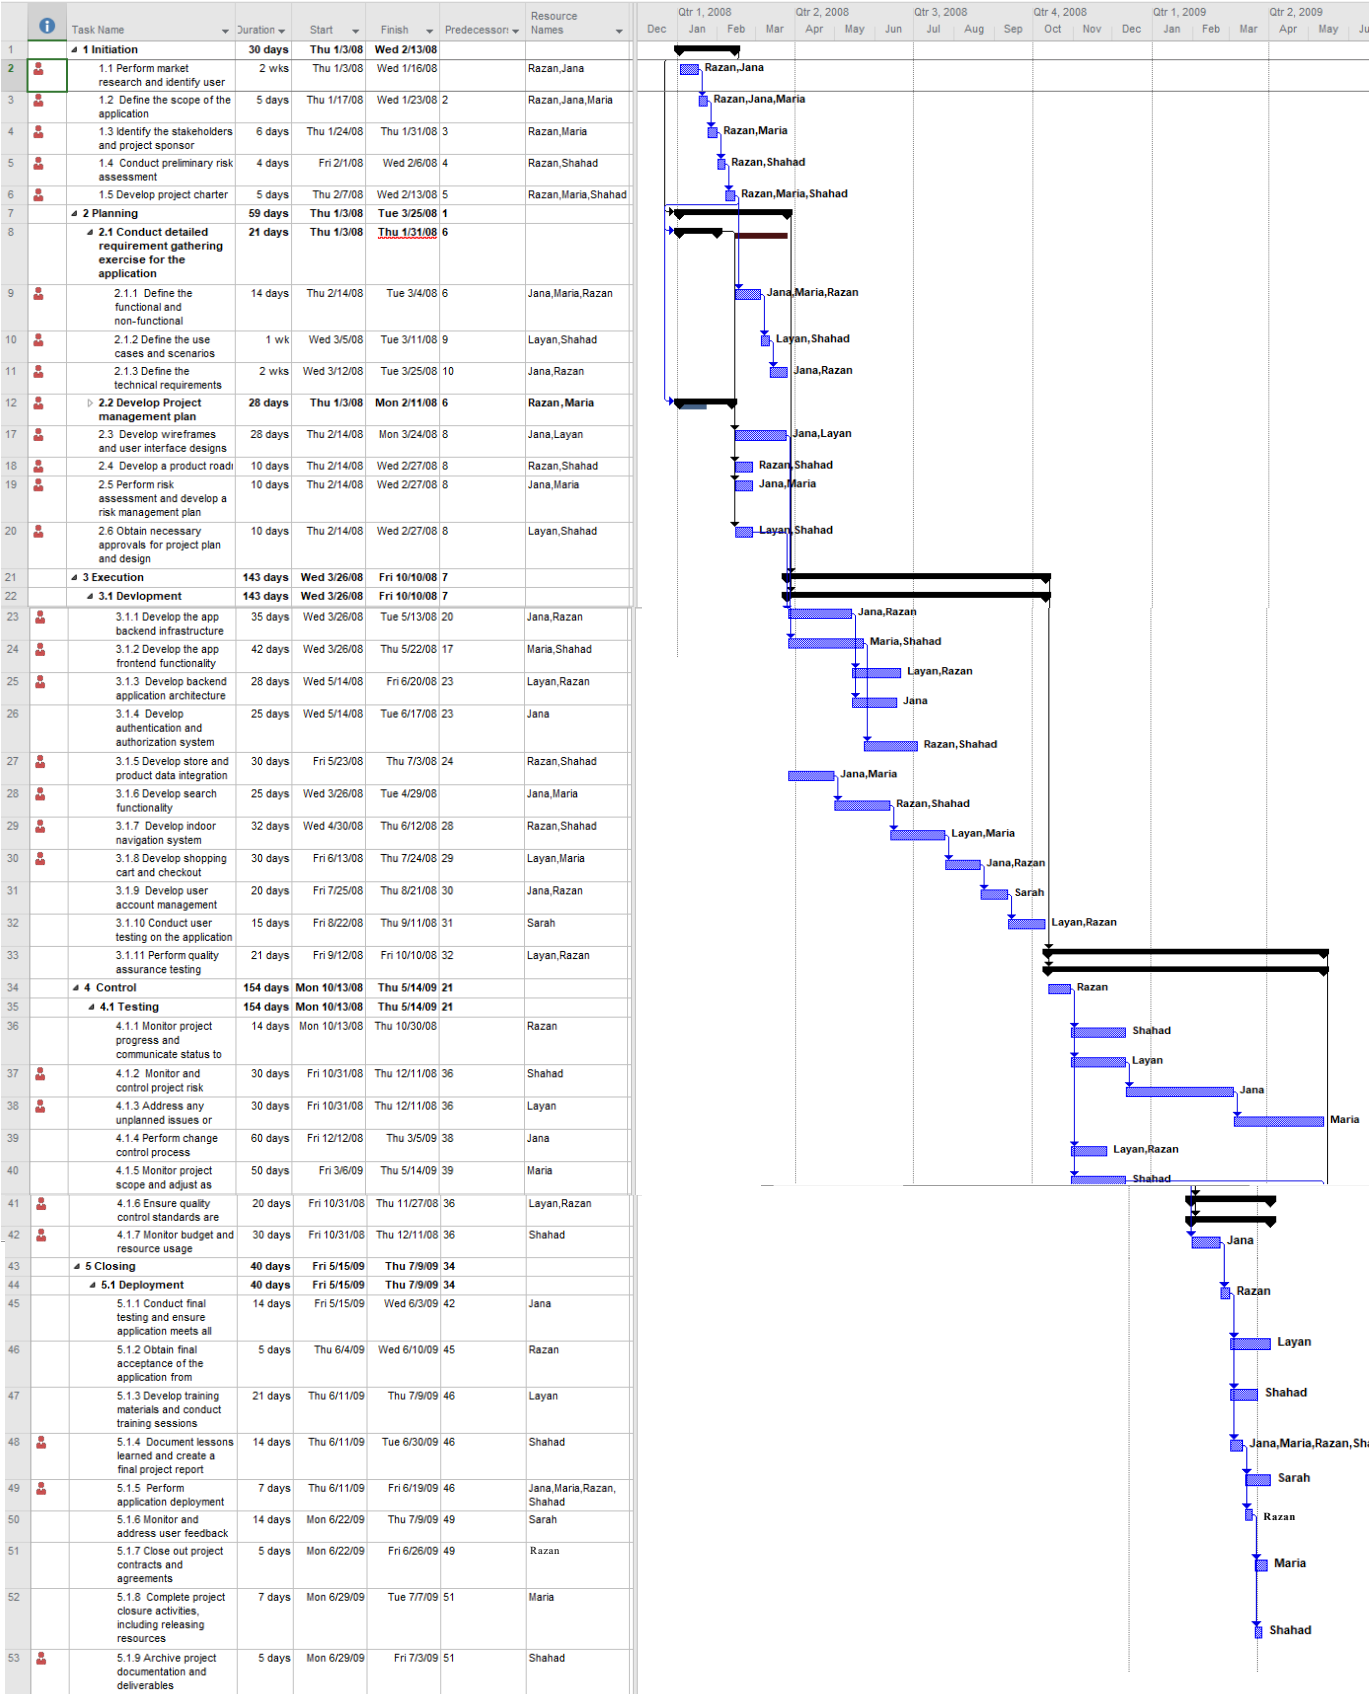 Qtr 1, 2008 Qtr 2, 2008 Qtr 3, 2008 Qtr 4, 2008 Qtr 1, 2009 Qtr 2, 2009
Task Name Duration Start Finish Predecessors Resource Names Dec Jan Feb Mar Apr May Jun Jul Aug Sep Oct Nov Dec Jan Feb Mar Apr May
1 1 Initiation 30 days Thu 1/3/08 Wed 2/13/08
2 1.1 Perform market 2 wks Thu 1/3/08 Wed 1/16/08 Razan,Jana Razan,Jana
research and identify user
3 1.2 Define the scope of the 5 days Thu 1/17/08 Wed 1/23/08 2 Razan,Jana,Maria Razan,Jana,Maria
application
4 1.3 Identify the stakeholders 6 days Thu 1/24/08 Thu 1/31/08 3 Razan,Maria Razan,Maria
and project sponsor
5 1.4 Conduct preliminary risk 4 days Fri 2/1/08 Wed 2/6/08 4 Razan,Shahad Razan,Shahad
assessment
6 1.5 Develop project charter 5 days Thu 2/7/08 Wed 2/13/08 5 Razan,Maria,Shahad Razan,Maria,Shahad
7 2 Planning 59 days Thu 1/3/08 Tue 3/25/08 1
8 2.1 Conduct detailed 21 days Thu 1/3/08 Thu 1/31/08 6
requirement gathering
exercise for the
application
9 2.1.1 Define the 14 days Thu 2/14/08 Tue 3/4/08 6 Jana,Maria,Razan Jana,Maria,Razan
functional and
non-functional
10 2.1.2 Define the use 1 wk Wed 3/5/08 Tue 3/11/08 9 Layan,Shahad Layan,Shahad
cases and scenarios
11 2.1.3 Define the 2 wks Wed 3/12/08 Tue 3/25/08 10 Jana,Razan Jana,Razan
technical requirements
12 2.2 Develop Project 28 days Thu 1/3/08 Mon 2/11/08 6 Razan,Maria
management plan
17 2.3 Develop wireframes 28 days Thu 2/14/08 Mon 3/24/08 8 Jana,Layan Jana,Layan
and user interface designs
18 2.4 Develop a product road 10 days Thu 2/14/08 Wed 2/27/08 8 Razan,Shahad Razan,Shahad
19 2.5 Perform risk 10 days Thu 2/14/08 Wed 2/27/08 8 Jana,Maria Jana,Maria
assessment and develop a
risk management plan
20 2.6 Obtain necessary 10 days Thu 2/14/08 Wed 2/27/08 8 Layan,Shahad Layan,Shahad
approvals for project plan
and design
21 3 Execution 143 days Wed 3/26/08 Fri 10/10/08 7
22 3.1 Devlopment 143 days Wed 3/26/08 Fri 10/10/08 7
23 3.1.1 Develop the app 35 days Wed 3/26/08 Tue 5/13/08 20 Jana,Razan Jana,Razan
backend infrastructure
24 3.1.2 Develop the app 42 days Wed 3/26/08 Thu 5/22/08 17 Maria,Shahad Maria,Shahad
frontend functionality
25 3.1.3 Develop backend 28 days Wed 5/14/08 Fri 6/20/08 23 Layan,Razan Layan,Razan
application architecture
26 3.1.4 Develop 25 days Wed 5/14/08 Tue 6/17/08 23 Jana Jana
authentication and
authorization system
Razan,Shahad
27 3.1.5 Develop store and 30 days Fri 5/23/08 Thu 7/3/08 24 Razan,Shahad
product data integration Jana,Maria
28 3.1.6 Develop search 25 days Wed 3/26/08 Tue 4/29/08 Jana,Maria
functionality Razan,Shahad
29 3.1.7 Develop indoor 32 days Wed 4/30/08 Thu 6/12/08 28 Razan,Shahad
navigation system Layan,Maria
30 3.1.8 Develop shopping 30 days Fri 6/13/08 Thu 7/24/08 29 Layan,Maria
cart and checkout Jana,Razan
31 3.1.9 Develop user 20 days Fri 7/25/08 Thu 8/21/08 30 Jana,Razan Sarah
account management
32 3.1.10 Conduct user 15 days Fri 8/22/08 Thu 9/11/08 31 Sarah Layan,Razan
testing on the application
33 3.1.11 Perform quality 21 days Fri 9/12/08 Fri 10/10/08 32 Layan,Razan
assurance testing
34 4 Control 154 days Mon 10/13/08 Thu 5/14/09 21 Razan
35 4.1 Testing 154 days Mon 10/13/08 Thu 5/14/09 21
36 4.1.1 Monitor project 14 days Mon 10/13/08 Thu 10/30/08 Razan Shahad
progress and
communicate status to Layan
37 4.1.2 Monitor and 30 days Fri 10/31/08 Thu 12/11/08 36 Shahad
control project risk Jana
38 4.1.3 Address any 30 days Fri 10/31/08 Thu 12/11/08 36 Layan
unplanned issues or Maria
39 4.1.4 Perform change 60 days Fri 12/12/08 Thu 3/5/09 38 Jana
control process Layan,Razan
40 4.1.5 Monitor project 50 days Fri 3/6/09 Thu 5/14/09 39 Maria
scope and adjust as Shahad
41 4.1.6 Ensure quality 20 days Fri 10/31/08 Thu 11/27/08 36 Layan,Razan
control standards are
42 4.1.7 Monitor budget and 30 days Fri 10/31/08 Thu 12/11/08 36 Shahad Jana
resource usage
43 5 Closing 40 days Fri 5/15/09 Thu 7/9/09 34
44 5.1 Deployment 40 days Fri 5/15/09 Thu 7/9/09 34
Razan
45 5.1.1 Conduct final 14 days Fri 5/15/09 Wed 6/3/09 42 Jana
testing and ensure
application meets all
46 5.1.2 Obtain final 5 days Thu 6/4/09 Wed 6/10/09 45 Razan Layan
acceptance of the
application from
47 5.1.3 Develop training 21 days Thu 6/11/09 Thu 7/9/09 46 Layan Shahad
materials and conduct
training sessions
48 5.1.4 Document lessons 14 days Thu 6/11/09 Tue 6/30/09 46 Shahad Jana,Maria,Razan,Sha
learned and create a
final project report
Sarah
49 5.1.5 Perform 7 days Thu 6/11/09 Fri 6/19/09 46 Jana,Maria,Razan,
application deployment Shahad
50 5.1.6 Monitor and 14 days Mon 6/22/09 Thu 7/9/09 49 Sarah Razan
address user feedback
51 5.1.7 Close out project 5 days Mon 6/22/09 Fri 6/26/09 49 Razan Maria
contracts and
agreements
52 5.1.8 Complete project 7 days Mon 6/29/09 Tue 7/7/09 51 Maria
closure activities,
including releasing
resources Shahad
53 5.1.9 Archive project 5 days Mon 6/29/09 Fri 7/3/09 51 Shahad
documentation and
deliverables